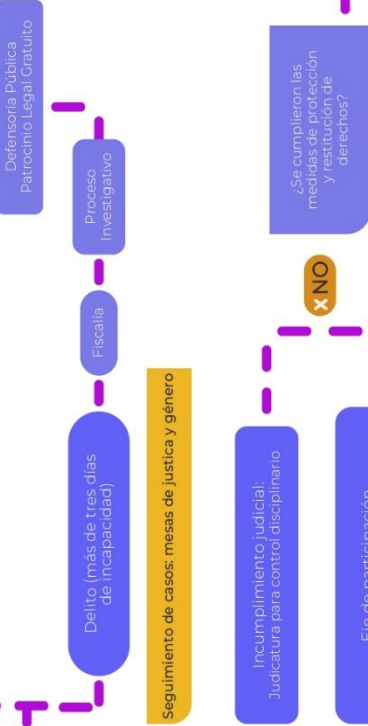 Defensoría Pública
Patrocinio Legal Gratuito
Proceso
Investigativo
Fiscalía
Delito (más de tres días
de incapacidad)
Seguimiento de casos: mesas de justica y género
¿Se cumplieron las
medidas de protección
y restitución de
derechos?
x NO
Incumplimiento judicial:
Judicatura para control disciplinario
Eje de participación